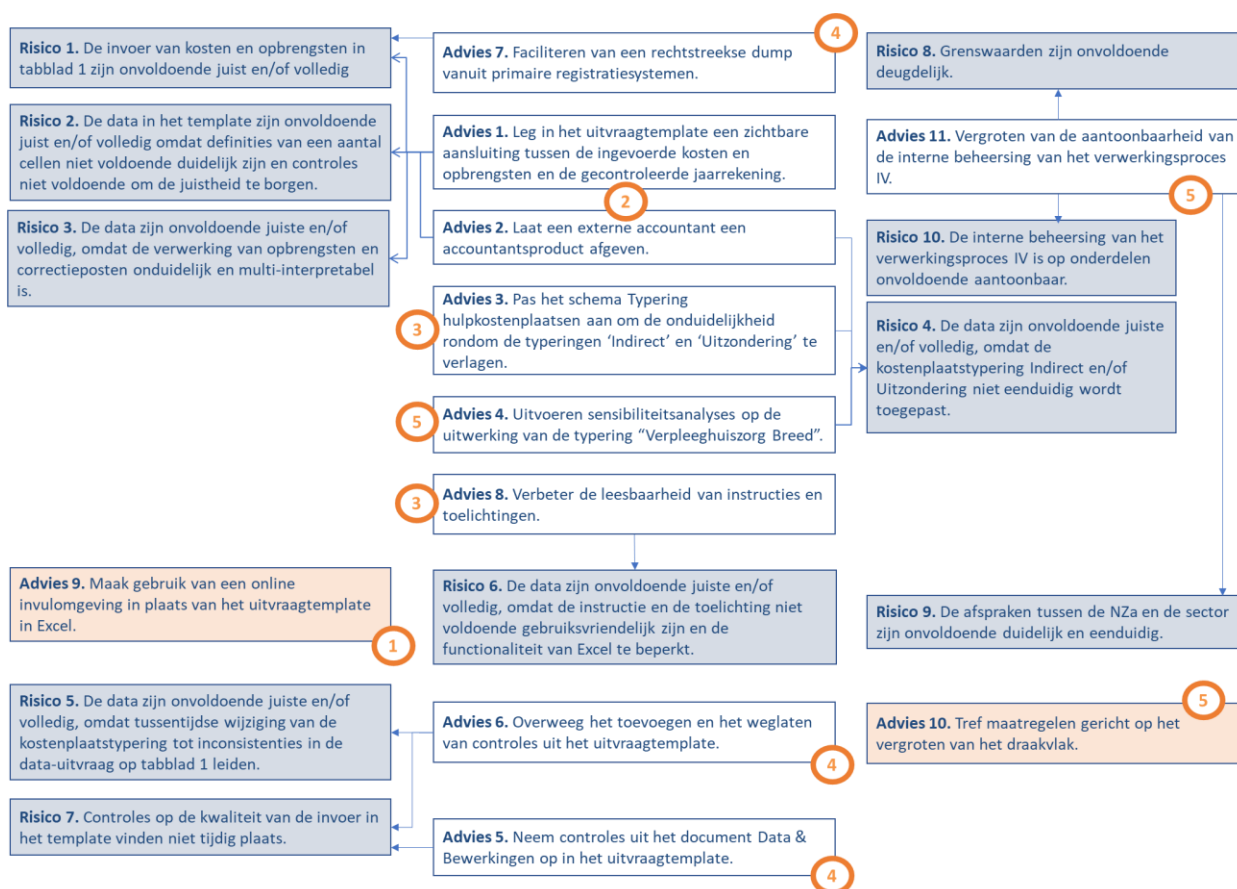 Risico 1. De invoer van kosten en opbrengsten in
tabblad 1 zijn onvoldoende juist en/of volledig
Risico 2. De data in het template zijn onvoldoende
juist en/of volledig omdat definities van een aantal
cellen niet voldoende duidelijk zijn en controles
niet voldoende om de juistheid te borgen.
Risico 3. De data zijn onvoldoende juiste en/of
volledig, omdat de verwerking van opbrengsten en
correctieposten onduidelijk en multi-interpretabel
is.
Advies 9. Maak gebruik van een online
invulomgeving in plaats van het uitvraagtemplate
in Excel.
1
Risico 5. De data zijn onvoldoende juiste en/of
volledig, omdat tussentijdse wijziging van de
kostenplaatstypering tot inconsistenties in de
data-uitvraag op tabblad 1 leiden.
Risico 7. Controles op de kwaliteit van de invoer in
het template vinden niet tijdig plaats.
4
Advies 7. Faciliteren van een rechtstreekse dump
vanuit primaire registratiesystemen.
Advies 1. Leg in het uitvraagtemplate een zichtbare
aansluiting tussen de ingevoerde kosten en
opbrengsten en de gecontroleerde jaarrekening.
2
Advies 2. Laat een externe accountant een
accountantsproduct afgeven.
3
Advies 3. Pas het schema Typering
hulpkostenplaatsen aan om de onduidelijkheid
rondom de typeringen ‘Indirect’ en ‘Uitzondering’ te
verlagen.
5
Advies 4. Uitvoeren sensibiliteitsanalyses op de
uitwerking van de typering “Verpleeghuiszorg Breed”.
3
Advies 8. Verbeter de leesbaarheid van instructies en
toelichtingen.
Risico 6. De data zijn onvoldoende juiste en/of
volledig, omdat de instructie en de toelichting niet
voldoende gebruiksvriendelijk zijn en de
functionaliteit van Excel te beperkt.
Advies 6. Overweeg het toevoegen en het weglaten
van controles uit het uitvraagtemplate.
4
Advies 5. Neem controles uit het document Data &
Bewerkingen op in het uitvraagtemplate.
4
Risico 8. Grenswaarden zijn onvoldoende
deugdelijk.
Advies 11. Vergroten van de aantoonbaarheid van
de interne beheersing van het verwerkingsproces
IV.
5
Risico 10. De interne beheersing van het
verwerkingsproces IV is op onderdelen
onvoldoende aantoonbaar.
Risico 4. De data zijn onvoldoende juiste
en/of volledig, omdat de
kostenplaatstypering Indirect en/of
Uitzondering niet eenduidig wordt
toegepast.
Risico 9. De afspraken tussen de NZa en de sector
zijn onvoldoende duidelijk en eenduidig.
5
Advies 10. Tref maatregelen gericht op het
vergroten van het draakvlak.